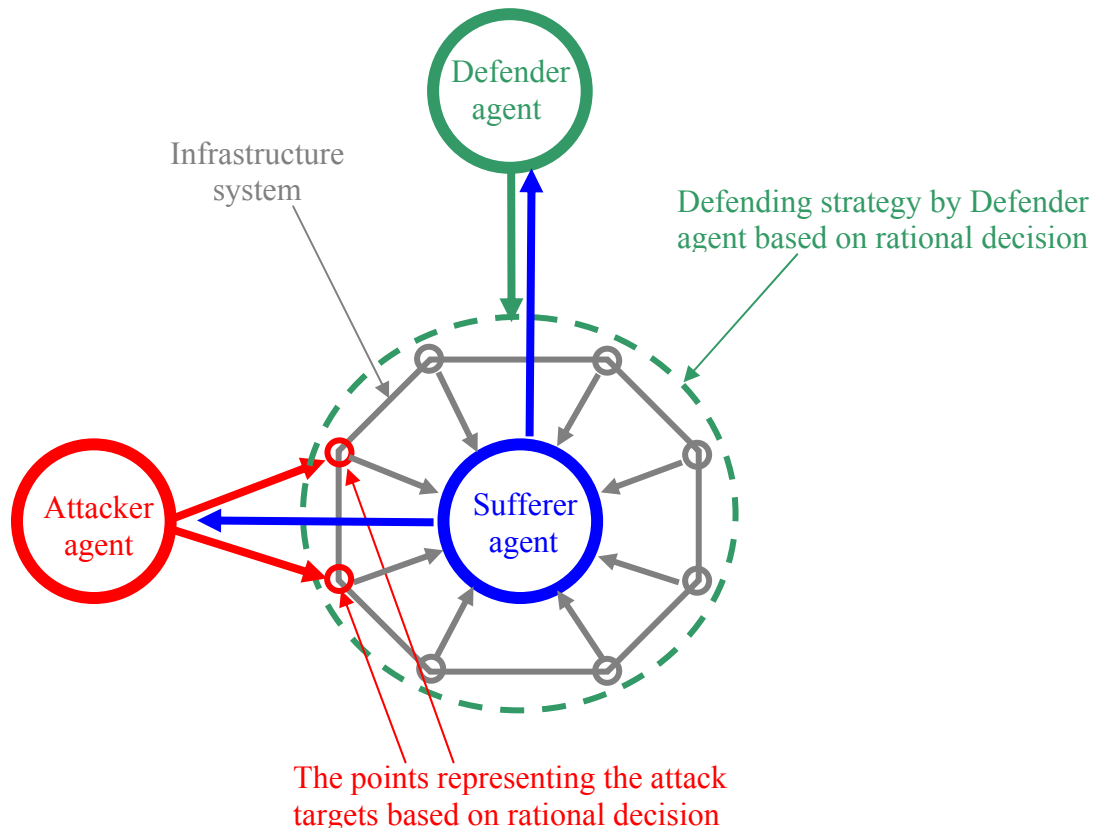 Defender
agent
Infrastructure
system
Defending strategy by Defender
agent based on rational decision
Attacker
agent
Sufferer
agent
The points representing the attack
targets based on rational decision